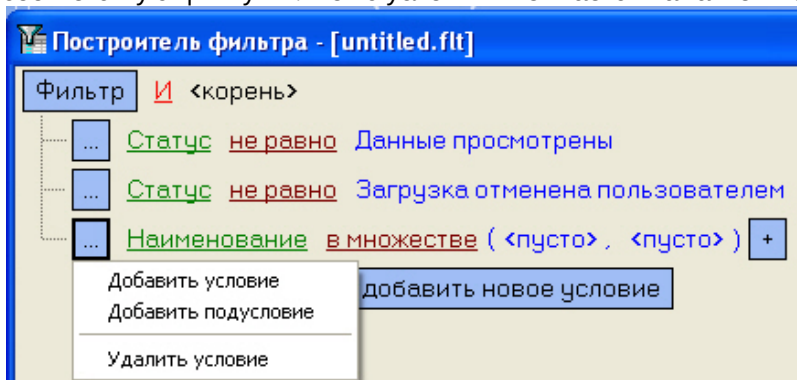 Построитель фильтра - [untitled.flt]
Фильтр И <корень>
... Статус не равно Данные просмотрены
... Статус не равно Загрузка отменена пользователем
... Наименование в множестве ( <пусто> , <пусто> ) +
Добавить условие
добавить новое условие
Добавить подусловие
Удалить условие